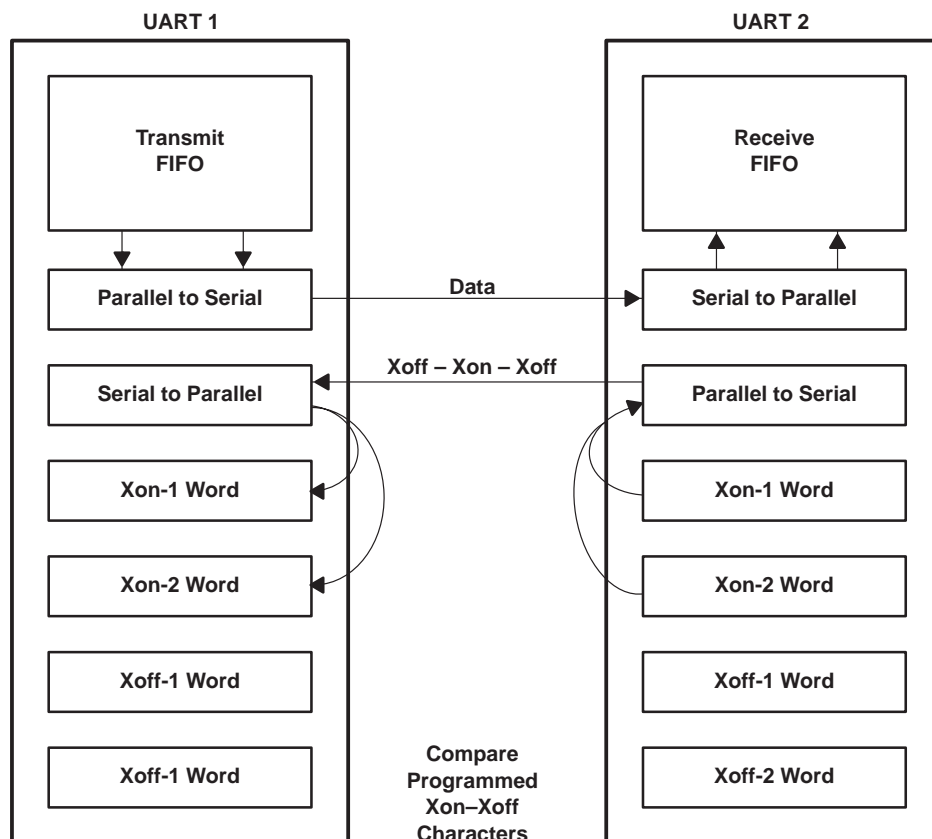 UART 1
UART 2
Transmit
FIFO
Receive
FIFO
Parallel to Serial
Data
Serial to Parallel
Xoff – Xon – Xoff
Serial to Parallel
Parallel to Serial
Xon-1 Word
Xon-1 Word
Xon-2 Word
Xon-2 Word
Xoff-1 Word
Xoff-1 Word
Xoff-1 Word
Compare
Programmed
Xon–Xoff
Characters
Xoff-2 Word